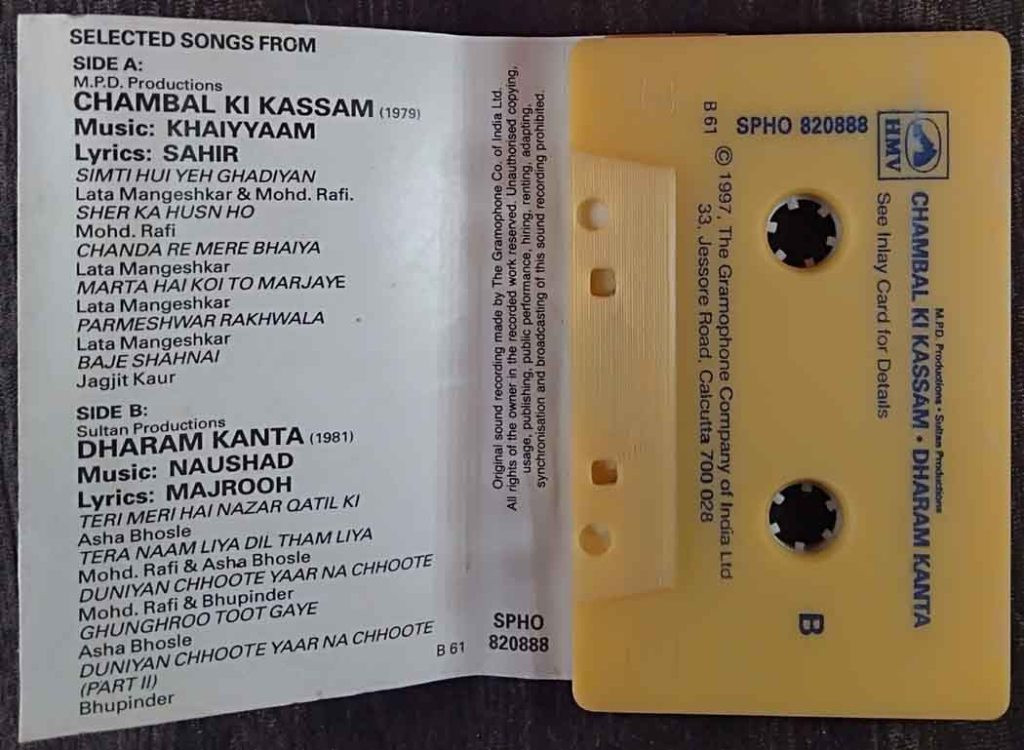 SELECTED SONGS FROM
SIDE A:
M.P.D. Productions
CHAMBAL KI KASSAM (1979)
Music: KHAIYYAAM
Lyrics: SAHIR
SIMTI HUI YEH GHADIYAN
Lata Mangeshkar & Mohd. Rafi.
SHER KA HUSN HO
Mohd. Rafi
CHANDA RE MERE BHAIYA
Lata Mangeshkar
MARTA HAI KOI TO MARJAYE
Lata Mangeshkar
PARMESHWAR RAKHWALA
Lata Mangeshkar
BAJE SHAHNAI
Jagjit Kaur
SIDE B:
Sultan Productions
DHARAM KANTA (1981)
Music: NAUSHAD
Lyrics: MAJROOH
TERI MERI HAI NAZAR QATIL KI
Asha Bhosle
TERA NAAM LIYA DIL THAM LIYA
Mohd. Rafi & Asha Bhosle
DUNIYAN CHHOOTE YAAR NA CHHOOTE
Mohd. Rafi & Bhupinder
GHUNGHROO TOOT GAYE
Asha Bhosle
DUNIYAN CHHOOTE YAAR NA CHHOOTE
(PART II)
Bhupinder
B 61
Original sound recording made by The Gramophone Co. of India Ltd.
All rights of the owner in the recorded work reserved. Unauthorised copying,
usage, publishing, public performance, hiring, renting, adapting,
synchronisation and broadcasting of this sound recording prohibited.
SPHO
820888
HMV
M.P.D. Productions • Sultan Productions
CHAMBAL KI KASSAM • DHARAM KANTA
See Inlay Card for Details
SPHO 820888
B
B 61
© 1997, The Gramophone Company of India Ltd
33, Jessore Road, Calcutta 700 028